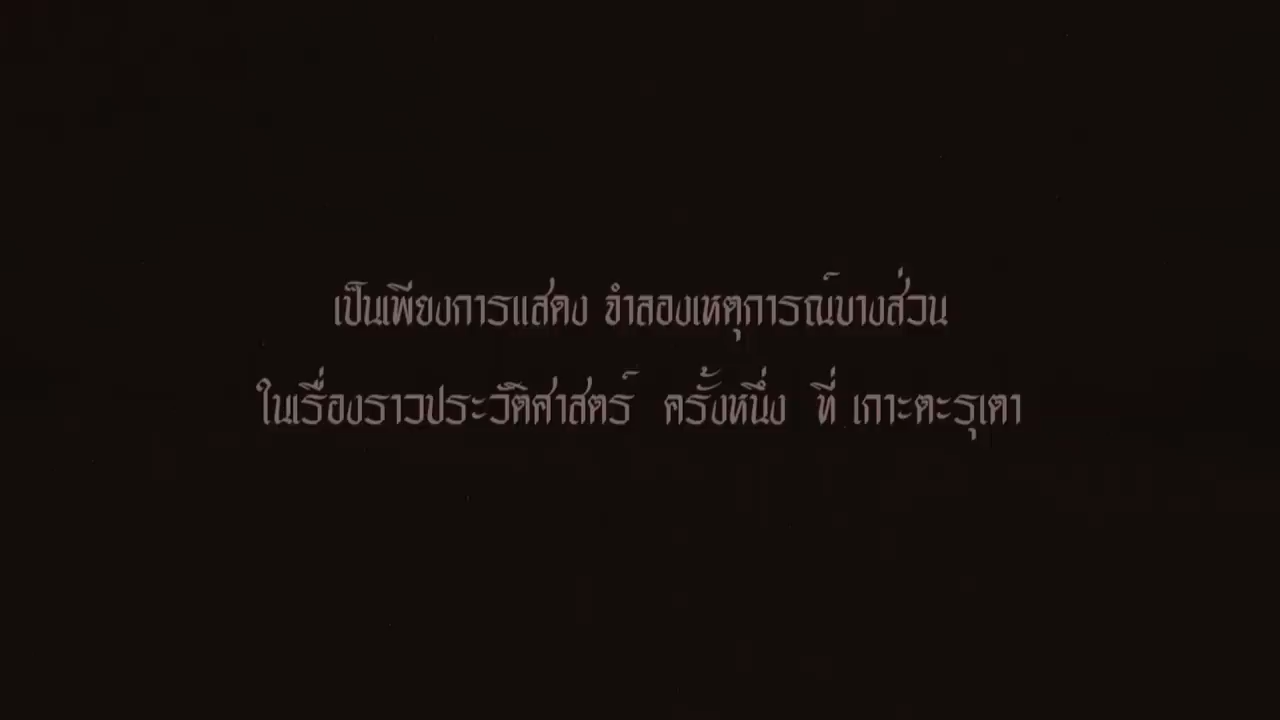 เป็นเพียงการแสดง จำลองเหตุการณ์บางส่วน
ในเรื่องราวประวัติศาสตร์ ครั้งหนึ่ง ที่ เกาะตะรุเตา